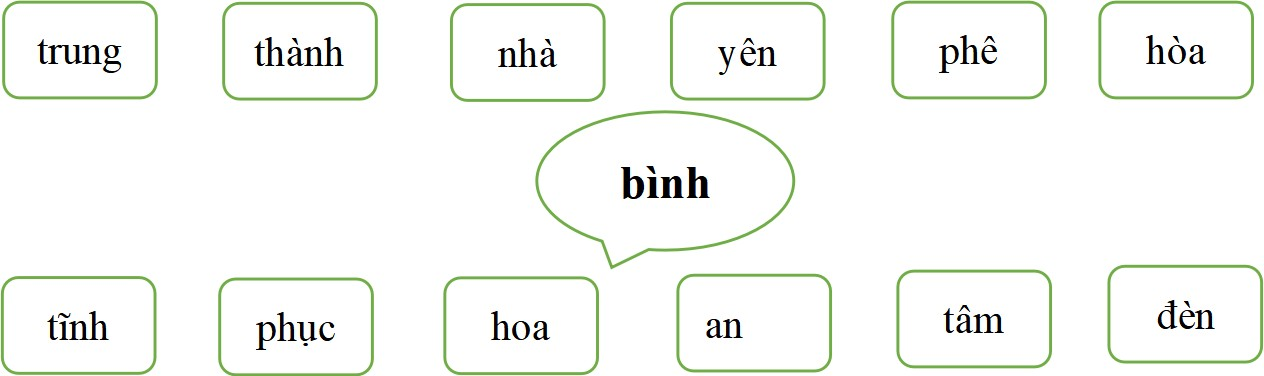 trung
thành
nhà
yên
phê
hòa
bình
tĩnh
phục
hoa
an
tâm
đèn